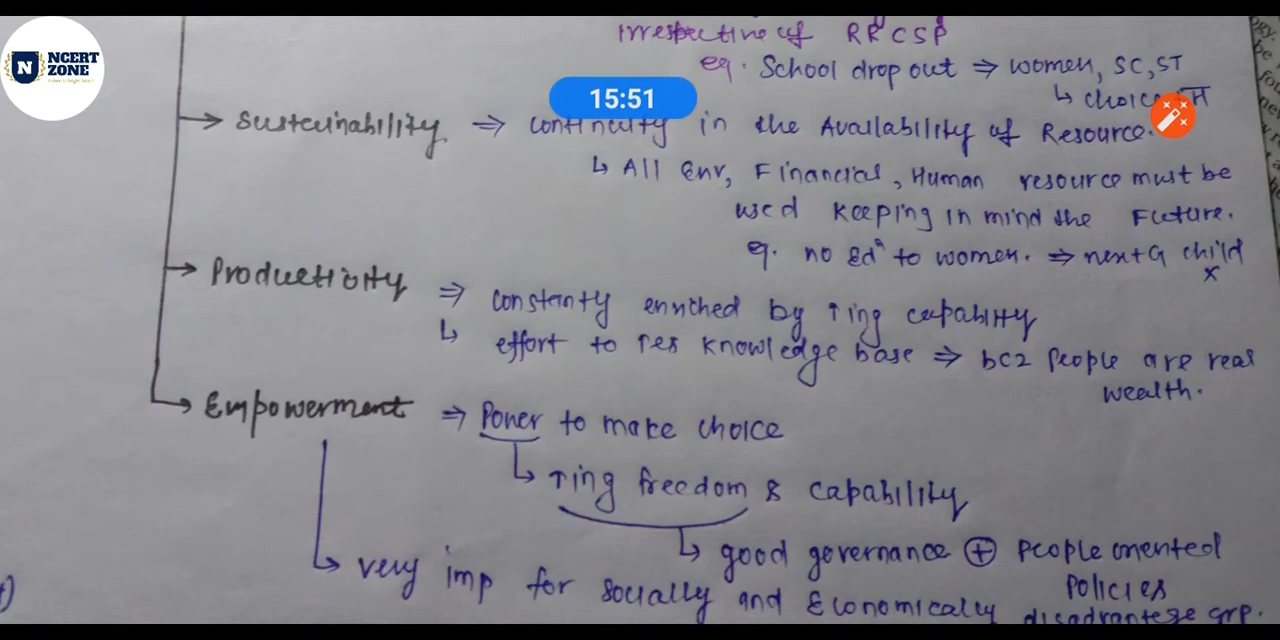 NCERT
ZONE
irrespective of RRCSP
eg. School drop out ⇒ women, SC, ST
↳ choice
15:51
→ Sustainability ⇒ continuity in the Availability of Resource.
↳ All Env, Financial, Human resource must be
used keeping in mind the Future.
eg. no Edⁿ to women. ⇒ next G child
x
→ Productivity ⇒ constanty enriched by ↑ing capability
↳ effort to ↑es knowledge base ⇒ bcz people are real
wealth.
→ Empowerment ⇒ Power to make choice
↳ ↑ing freedom & capability
↳ good governance ⊕ people oriented
policies
↳ very imp for socially and Economically disadvantege grp.